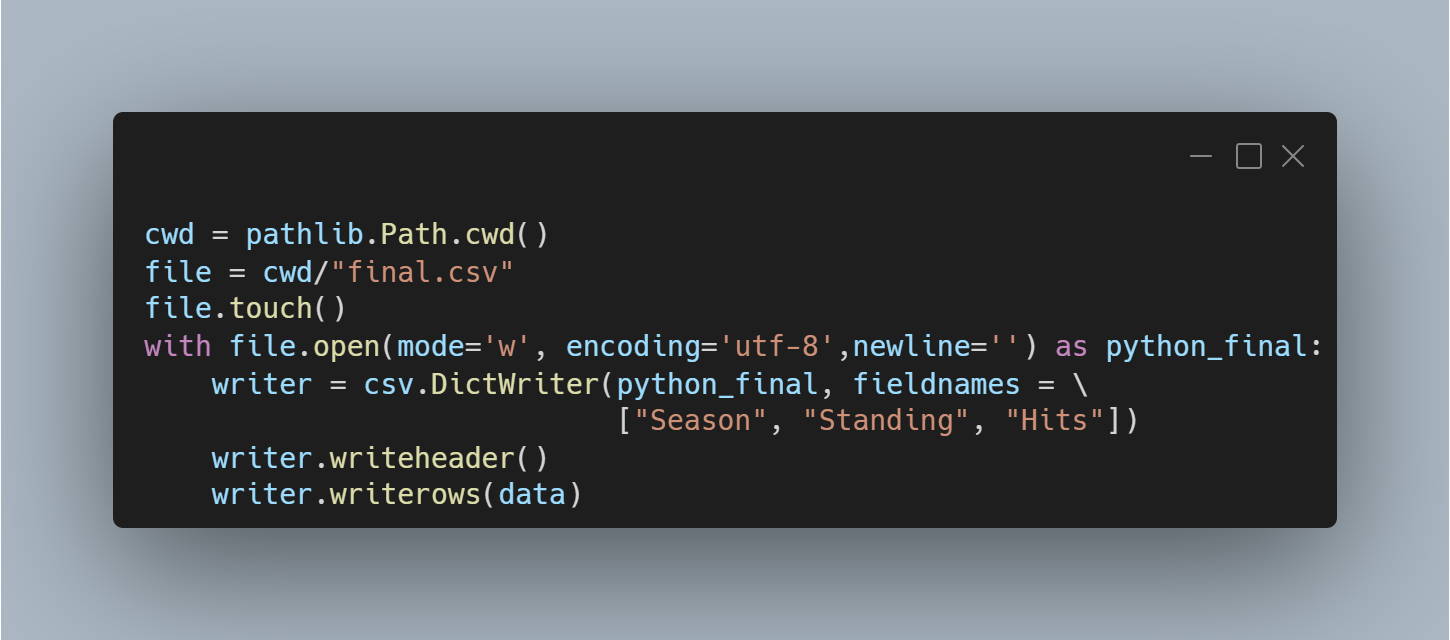 cwd = pathlib.Path.cwd()
file = cwd/"final.csv"
file.touch()
with file.open(mode='w', encoding='utf-8',newline='') as python_final:
    writer = csv.DictWriter(python_final, fieldnames = \
                            ["Season", "Standing", "Hits"])
    writer.writeheader()
    writer.writerows(data)